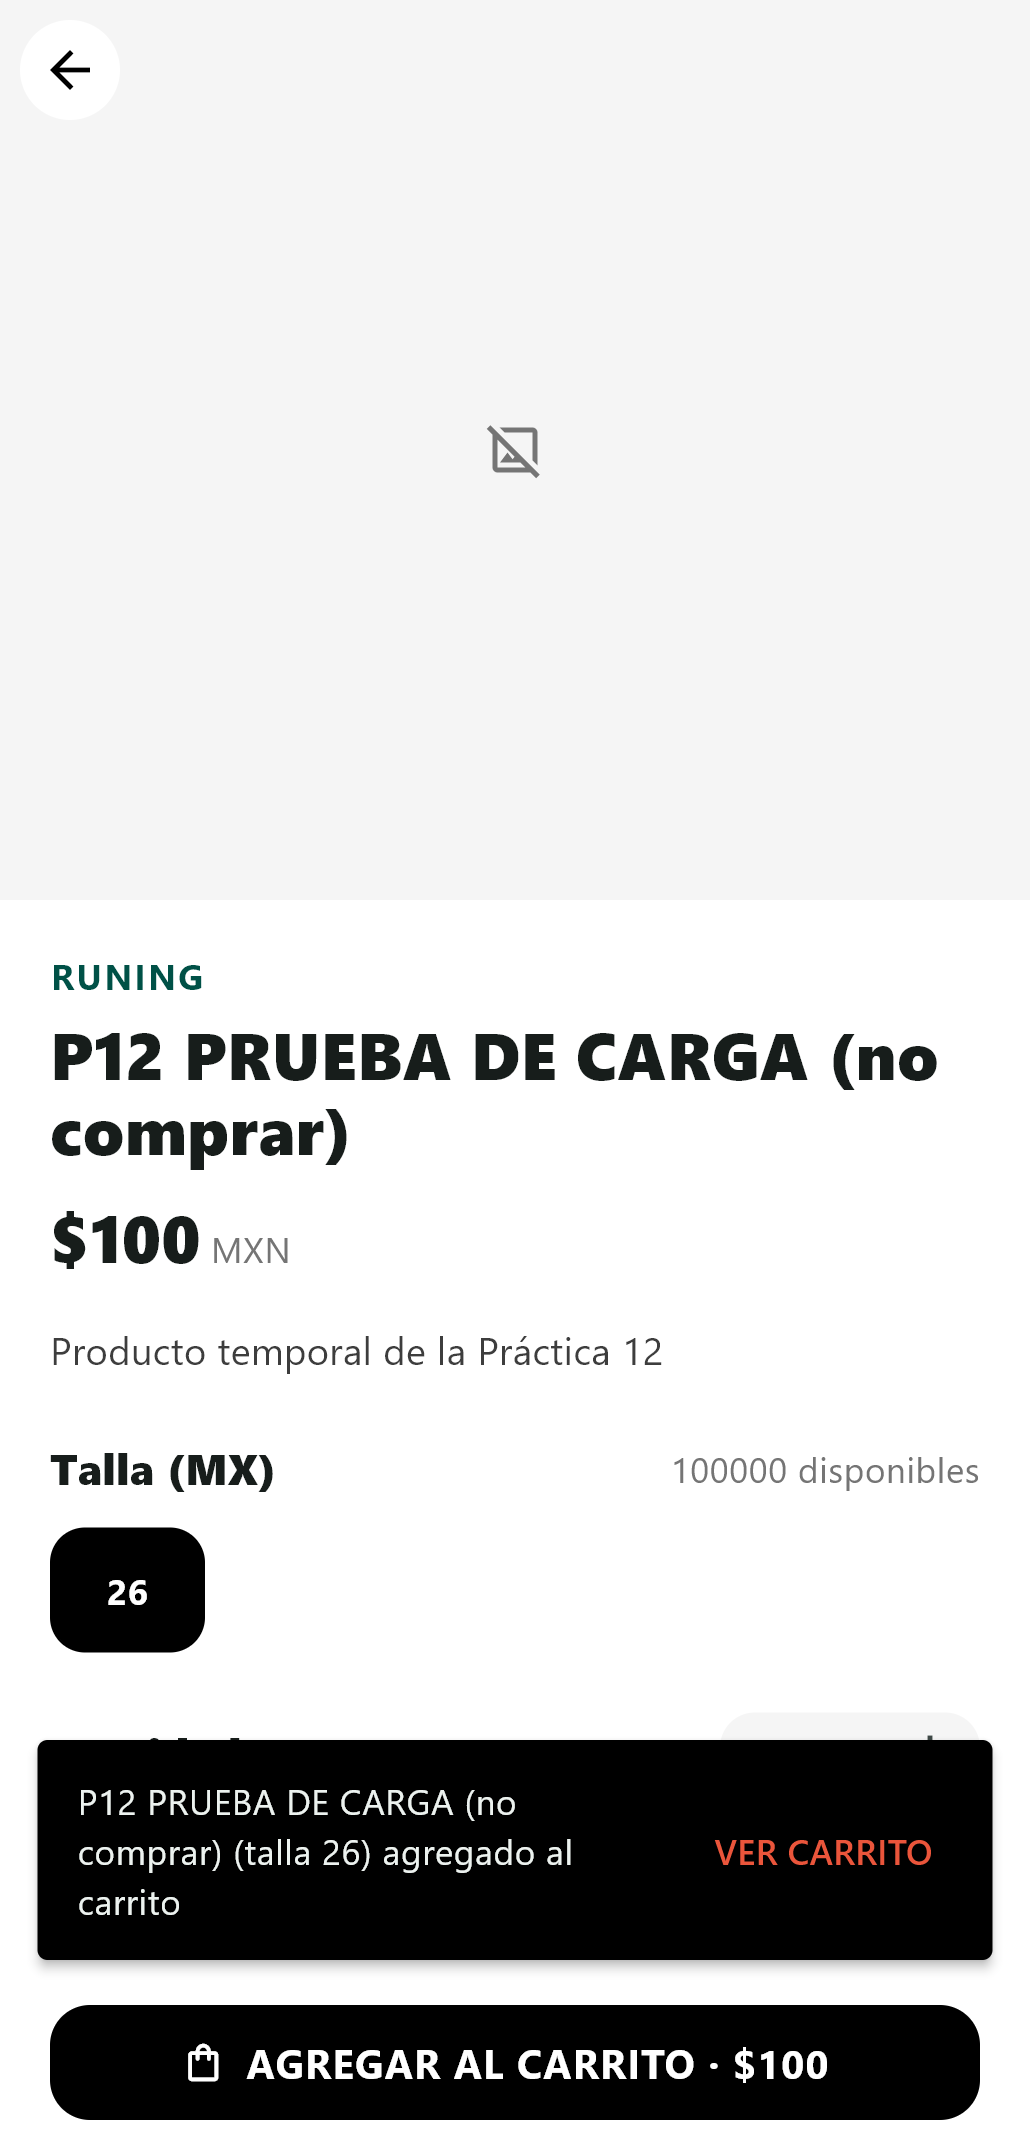 RUNING
P12 PRUEBA DE CARGA (no
comprar)
$100 MXN
Producto temporal de la Práctica 12
Talla (MX)
100000 disponibles
26
P12 PRUEBA DE CARGA (no
comprar) (talla 26) agregado al
carrito
VER CARRITO
AGREGAR AL CARRITO · $100